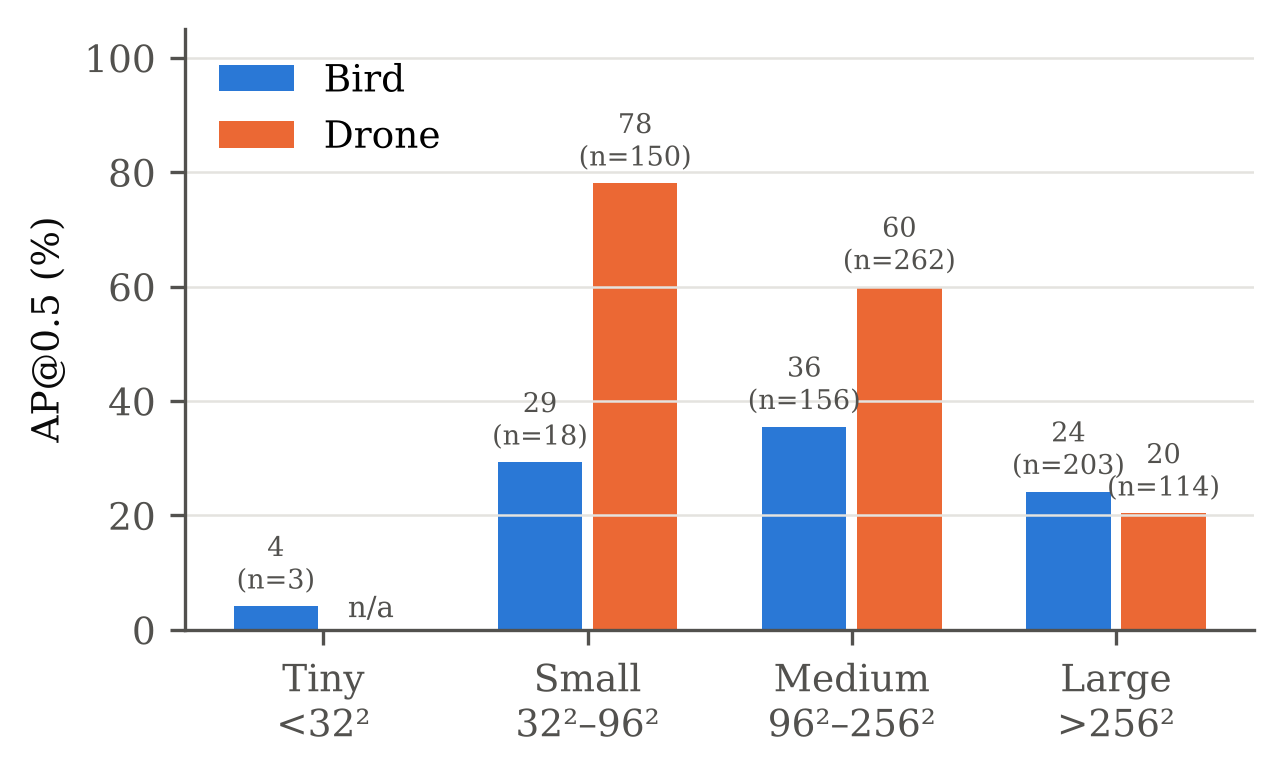 Bird
Drone
AP@0.5 (%)
100
80
60
40
20
0
4
(n=3)
n/a
29
(n=18)
78
(n=150)
36
(n=156)
60
(n=262)
24
(n=203)
20
(n=114)
Tiny
<32²
Small
32²–96²
Medium
96²–256²
Large
>256²